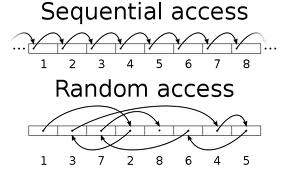 Sequential access
... ...
1 2 3 4 5 6 7 8
Random access
1 3 7 2 8 6 4 5